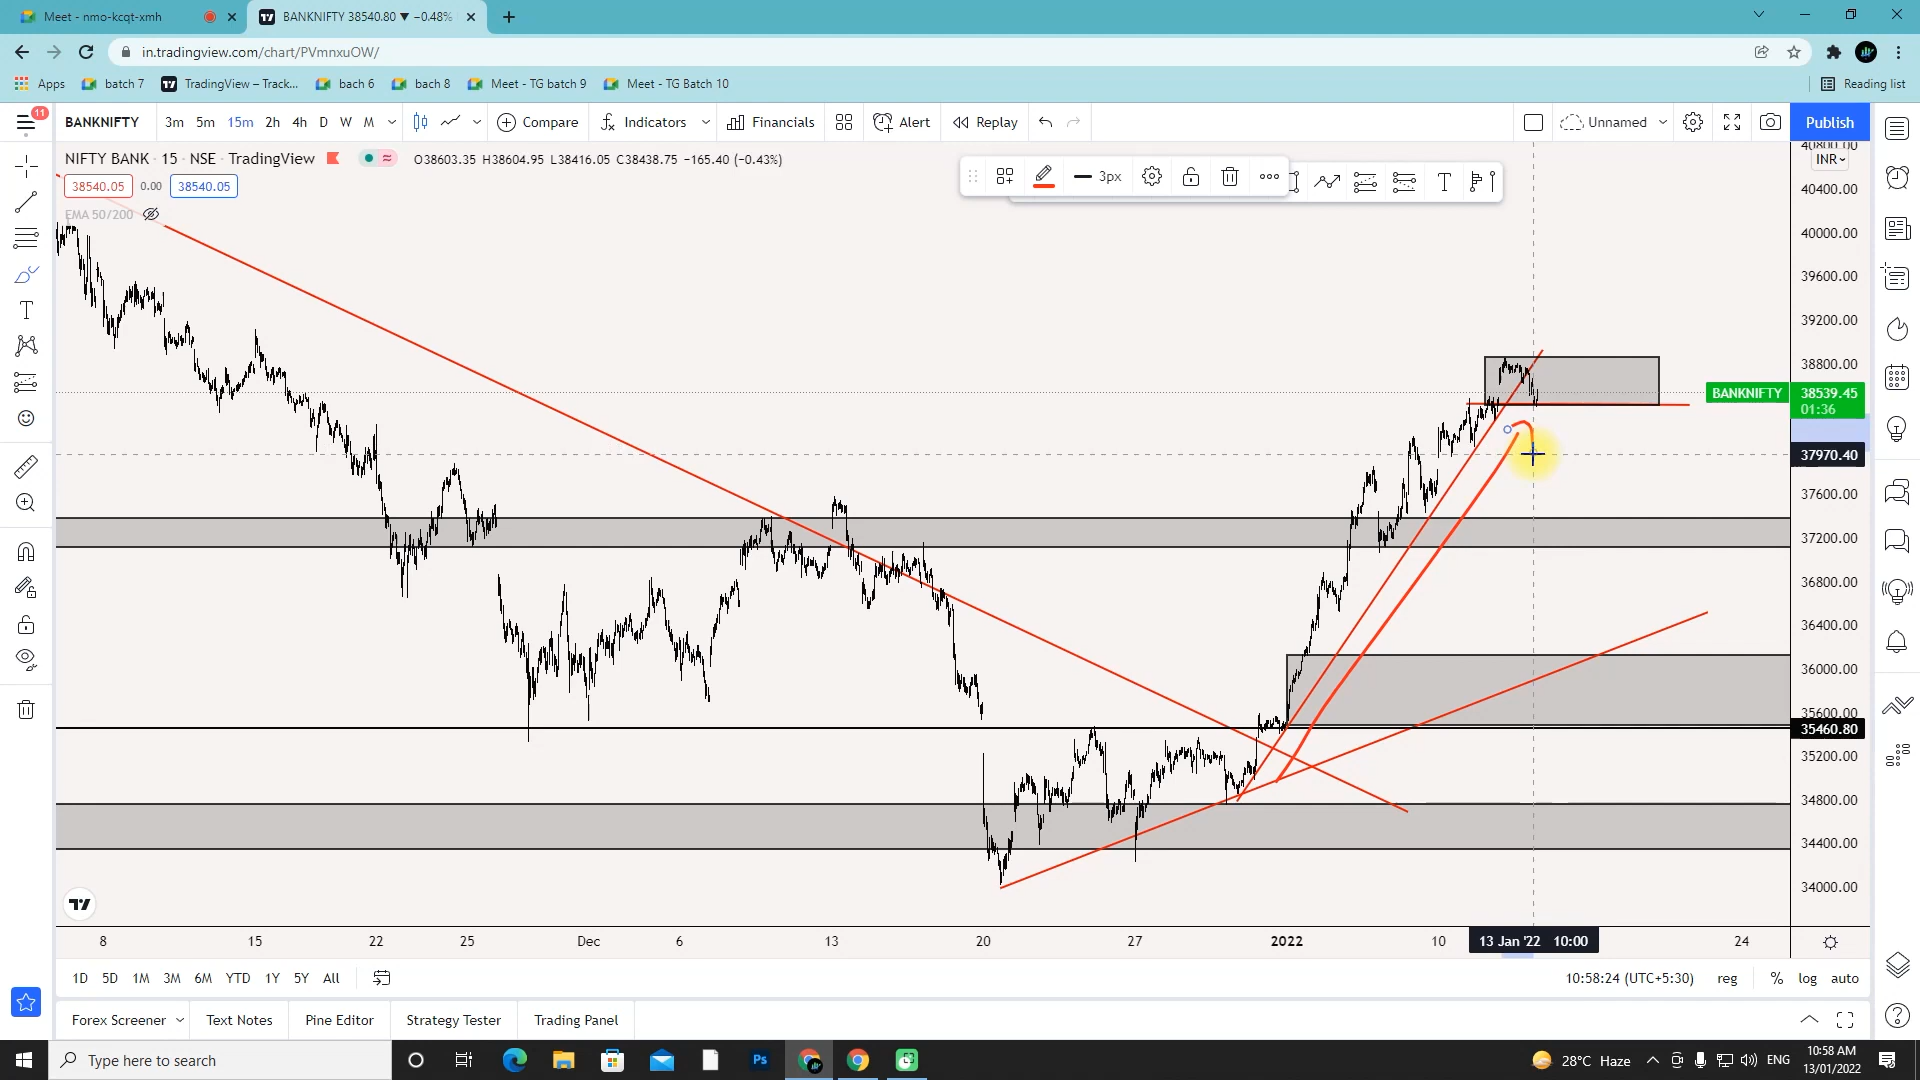 Meet - nmo-kcqt-xmh
BANKNIFTY 38540.80 ▼ −0.48%
in.tradingview.com/chart/PVmnxuOW/
Apps batch 7 TradingView – Track... bach 6 bach 8 Meet - TG batch 9 Meet - TG Batch 10 Reading list
11
BANKNIFTY 3m 5m 15m 2h 4h D W M Compare Indicators Financials Alert Replay Unnamed Publish
NIFTY BANK · 15 · NSE · TradingView O38603.35 H38604.95 L38416.05 C38438.75 −165.40 (−0.43%)
38540.05 0.00 38540.05
EMA 50/200
3px
INR
40800.00
40400.00
40000.00
39600.00
39200.00
38800.00
BANKNIFTY 38539.45
01:36
37970.40
37600.00
37200.00
36800.00
36400.00
36000.00
35600.00
35460.80
35200.00
34800.00
34400.00
34000.00
8 15 22 25 Dec 6 13 20 27 2022 10 13 Jan '22 10:00 24
1D 5D 1M 3M 6M YTD 1Y 5Y All 10:58:24 (UTC+5:30) reg % log auto
Forex Screener Text Notes Pine Editor Strategy Tester Trading Panel
Type here to search
Ps
28°C Haze ENG
10:58 AM
13/01/2022